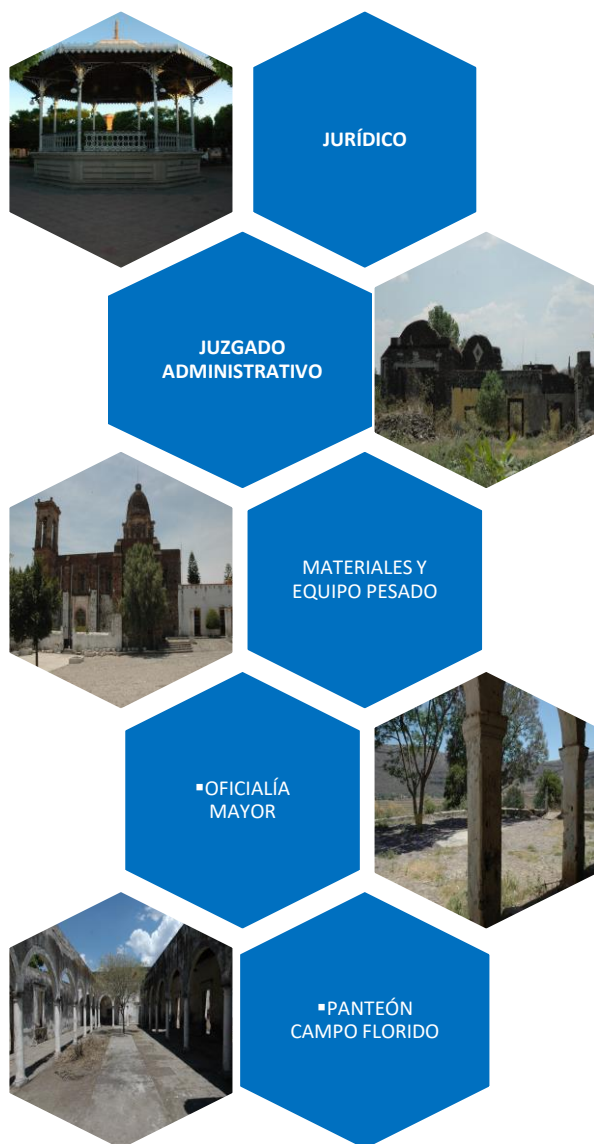 JURÍDICO
JUZGADO
ADMINISTRATIVO
MATERIALES Y
EQUIPO PESADO
▪OFICIALÍA
MAYOR
▪PANTEÓN
CAMPO FLORIDO